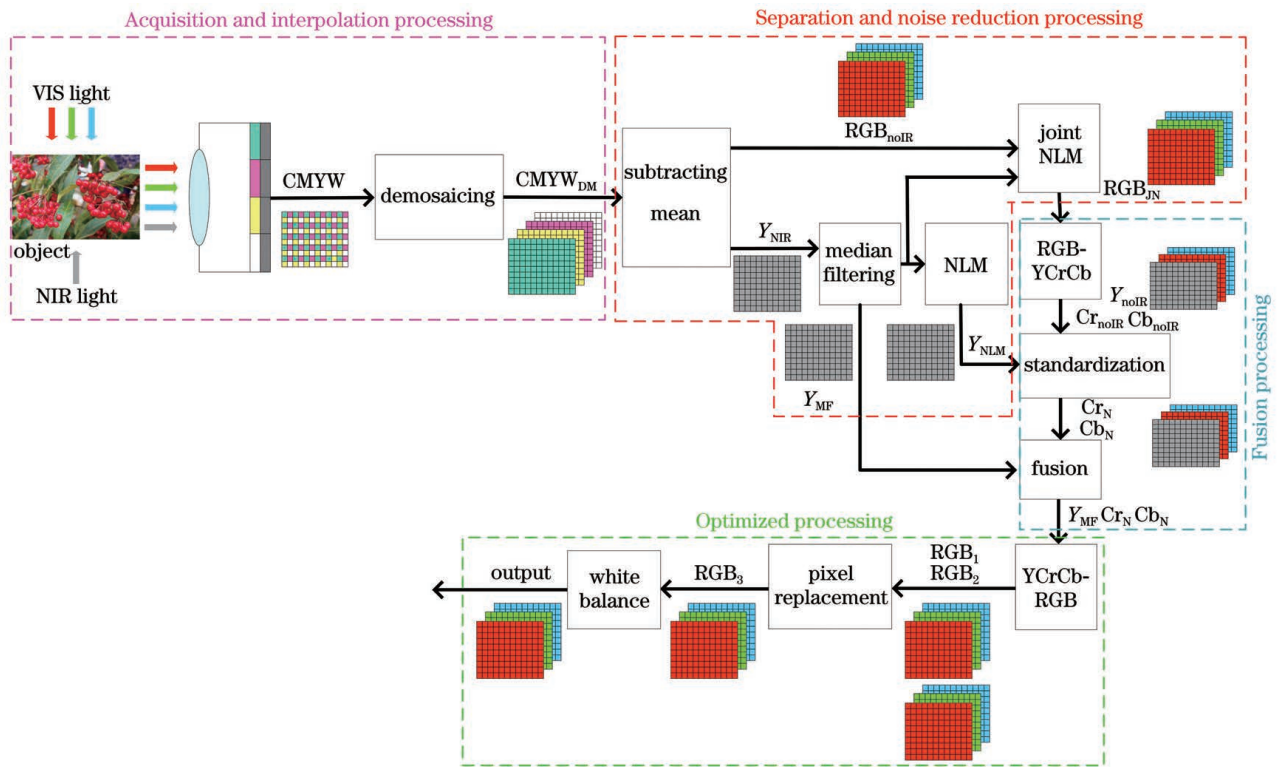 Acquisition and interpolation processing
Separation and noise reduction processing
VIS light
object
NIR light
CMYW
demosaicing
CMYW_DM
subtracting
mean
RGB_noIR
joint
NLM
RGB_JN
Y_NIR
median
filtering
NLM
Y_MF
Y_NLM
RGB-
YCrCb
Y_noIR
Cr_noIR Cb_noIR
standardization
Cr_N
Cb_N
fusion
Fusion processing
Y_MF Cr_N Cb_N
Optimized processing
output
white
balance
RGB_3
pixel
replacement
RGB_1
RGB_2
YCrCb-
RGB